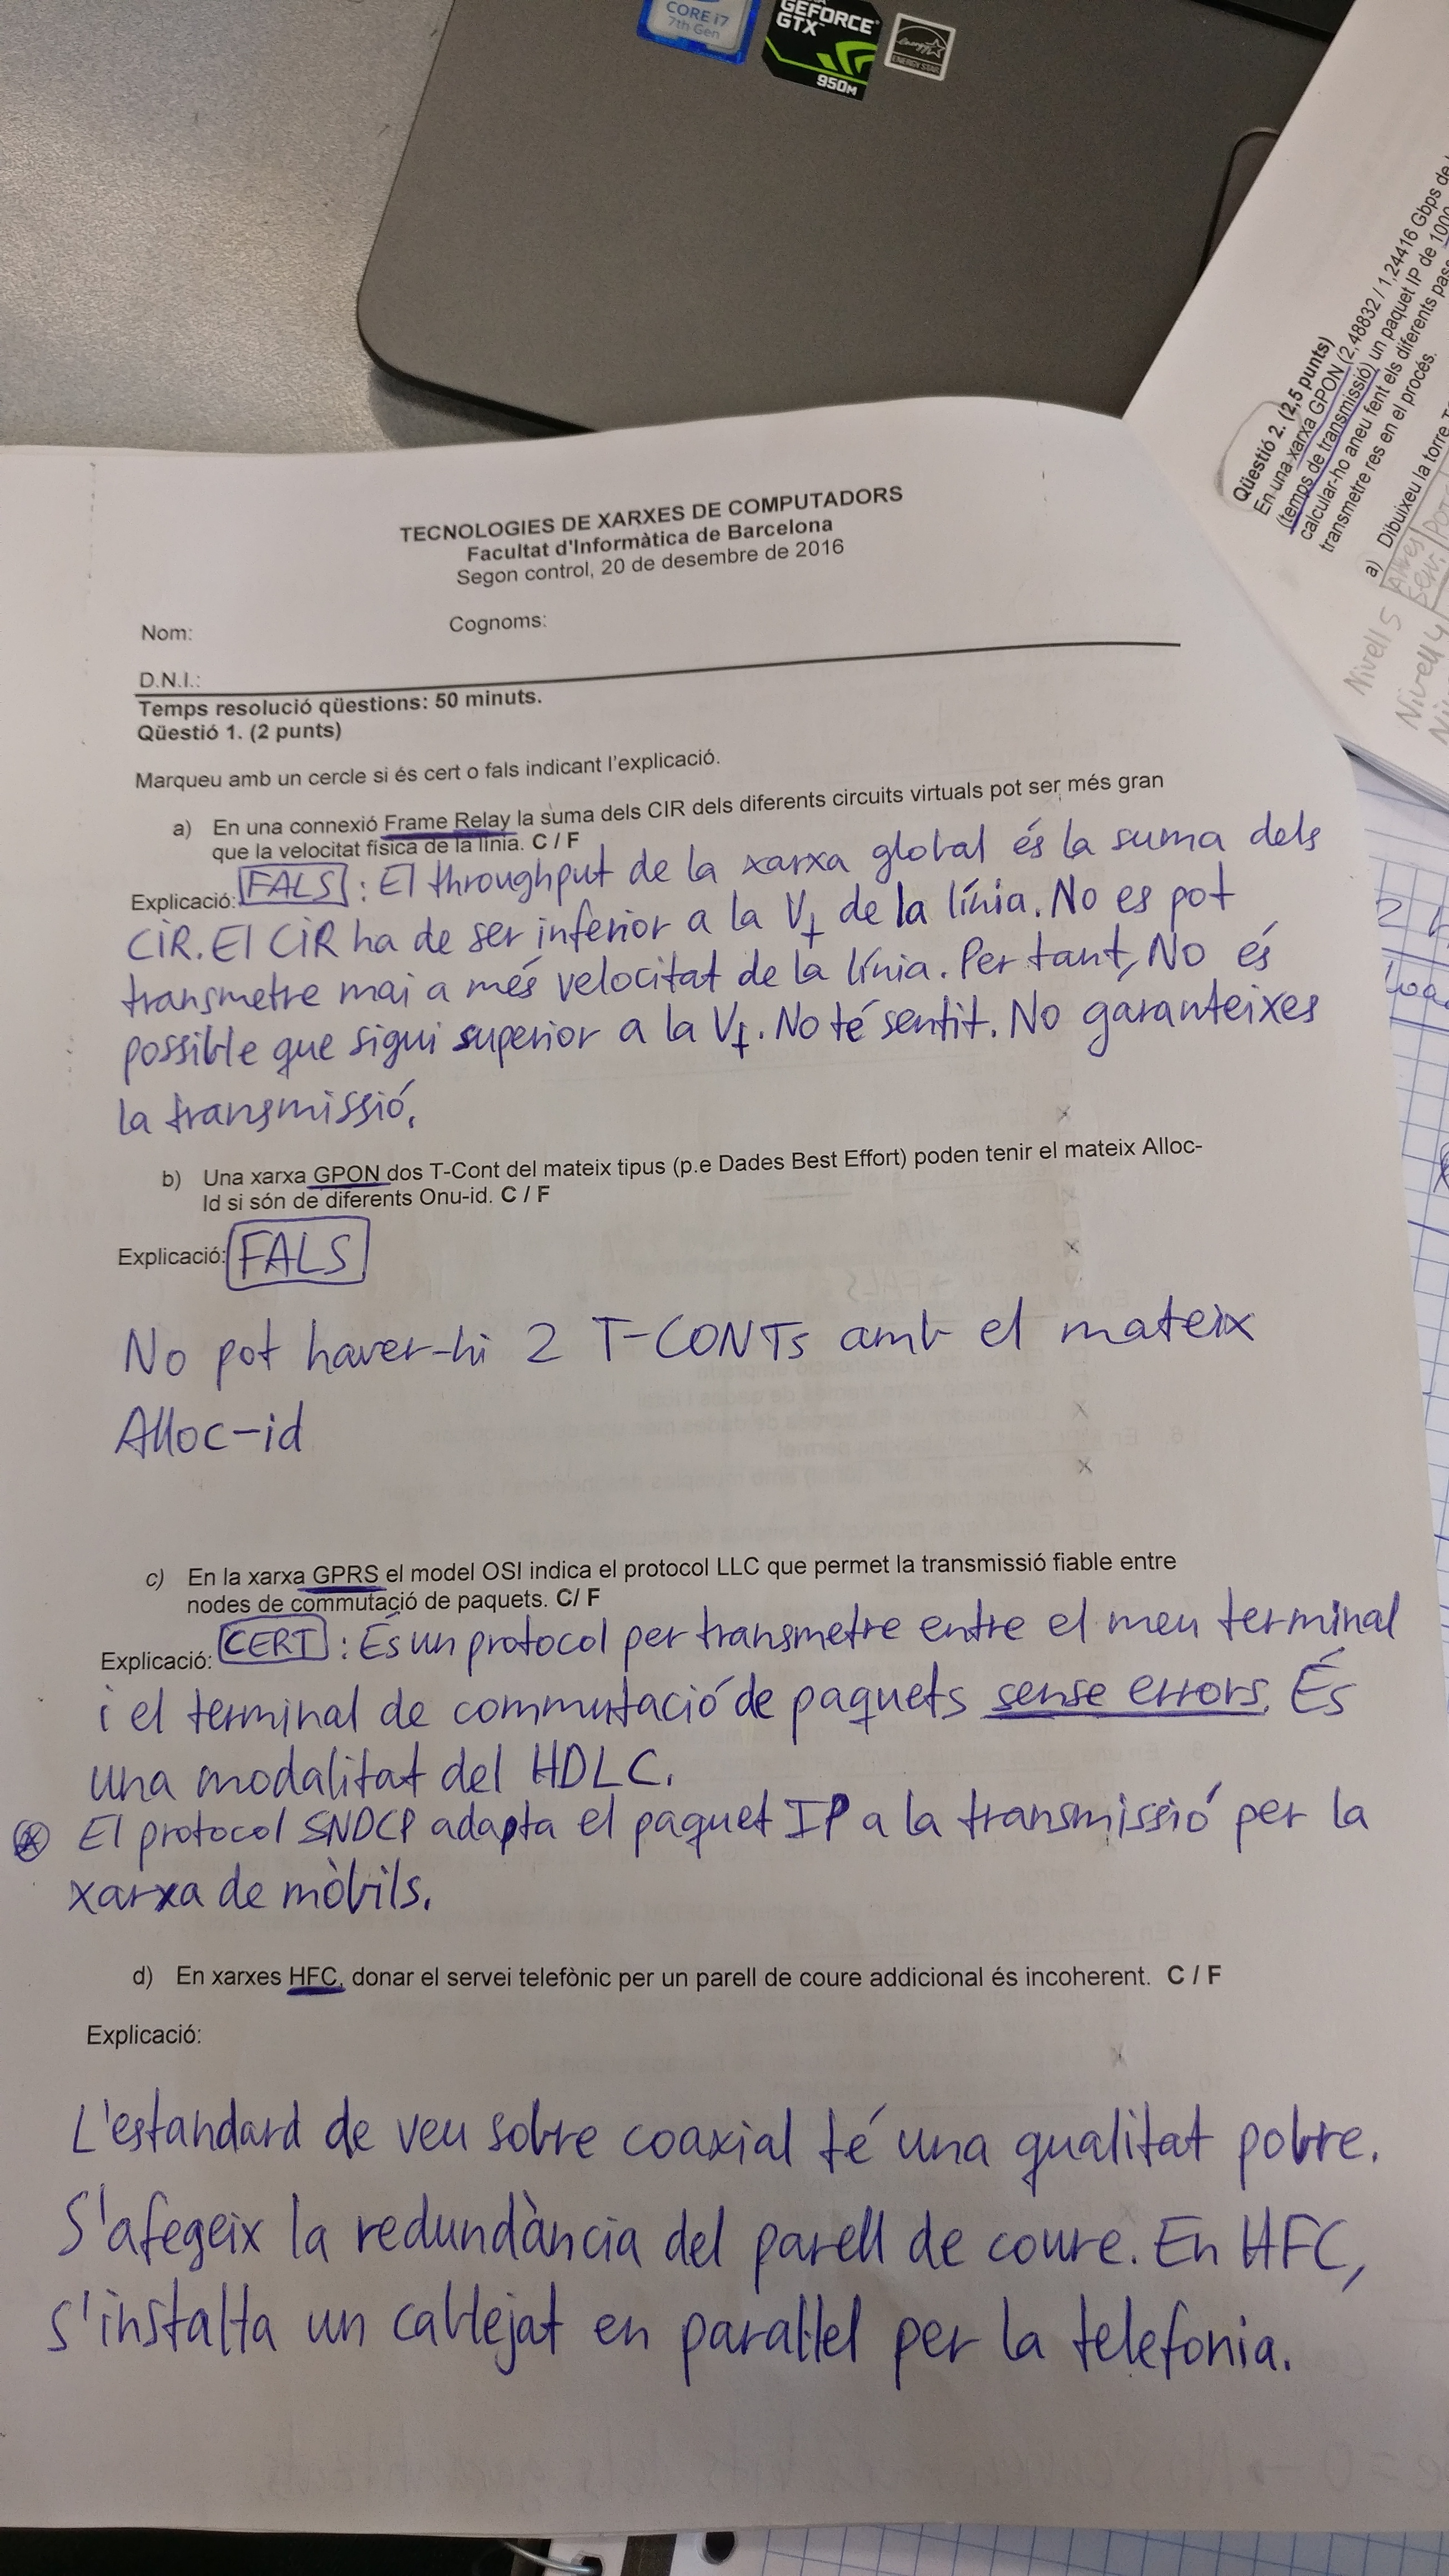 CORE i7
7th Gen
GEFORCE
GTX
950M
ENERGY STAR
Qüestió 2. (2,5 punts)
En una xarxa GPON (2,48832 / 1,24416 Gbps de
(temps de transmissió) un paquet IP de 1000
calcular-ho aneu fent els diferents
transmetre res en el procés.
a) Dibuixeu la torre
Nivell 5
Nivell 4
TECNOLOGIES DE XARXES DE COMPUTADORS
Facultat d'Informàtica de Barcelona
Segon control, 20 de desembre de 2016
Nom: Cognoms:
D.N.I.:
Temps resolució qüestions: 50 minuts.
Qüestió 1. (2 punts)
Marqueu amb un cercle si és cert o fals indicant l'explicació.
a) En una connexió Frame Relay la suma dels CIR dels diferents circuits virtuals pot ser més gran
que la velocitat física de la línia. C / F
Explicació: FALS : El throughput de la xarxa global és la suma dels
CIR. El CIR ha de ser inferior a la Vf de la línia. No es pot
transmetre mai a més velocitat de la línia. Per tant, No és
possible que sigui superior a la Vf. No té sentit. No garanteixes
la transmissió.
b) Una xarxa GPON dos T-Cont del mateix tipus (p.e Dades Best Effort) poden tenir el mateix Alloc-
Id si són de diferents Onu-id. C / F
Explicació: FALS
No pot haver-hi 2 T-CONTs amb el mateix
Alloc-id
c) En la xarxa GPRS el model OSI indica el protocol LLC que permet la transmissió fiable entre
nodes de commutació de paquets. C/ F
Explicació: CERT : És un protocol per transmetre entre el meu terminal
i el terminal de commutació de paquets sense errors. És
una modalitat del HDLC.
El protocol SNDCP adapta el paquet IP a la transmissió per la
xarxa de mòbils.
d) En xarxes HFC, donar el servei telefònic per un parell de coure addicional és incoherent. C / F
Explicació:
L'estandard de veu sobre coaxial té una qualitat pobre.
S'afegeix la redundància del parell de coure. En HFC,
s'instal·la un cablejat en paral·lel per la telefonia.